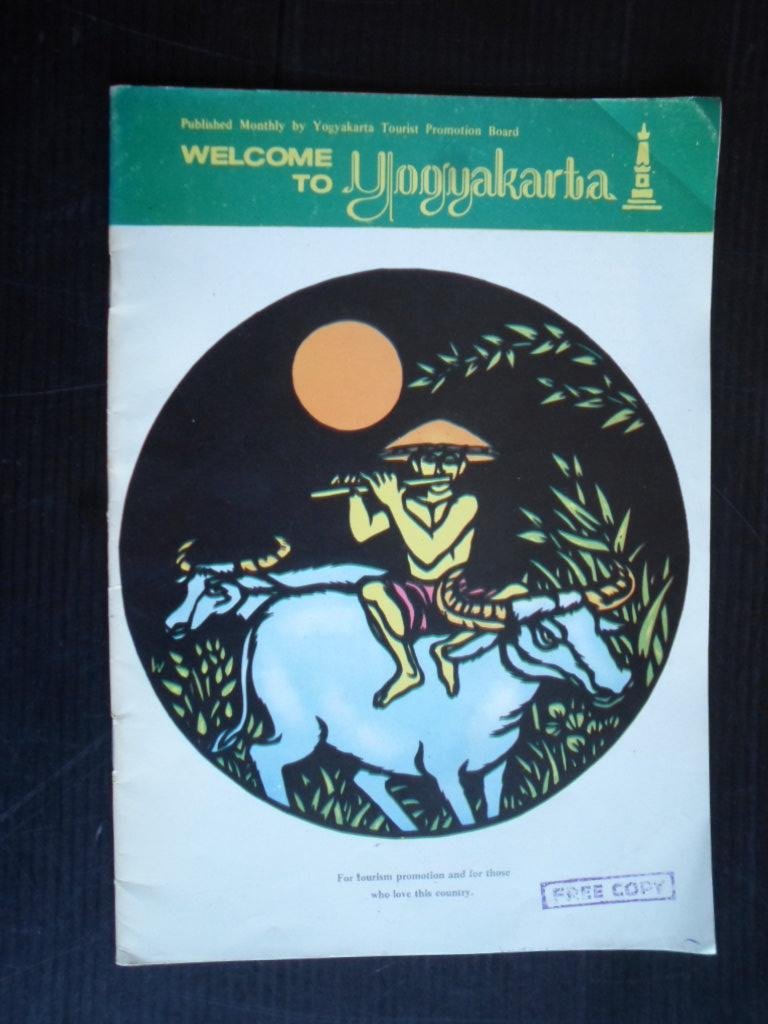 Published Monthly by Yogyakarta Tourist Promotion Board
WELCOME
TO Yogyakarta
For tourism promotion and for those
who love this country.
FREE COPY